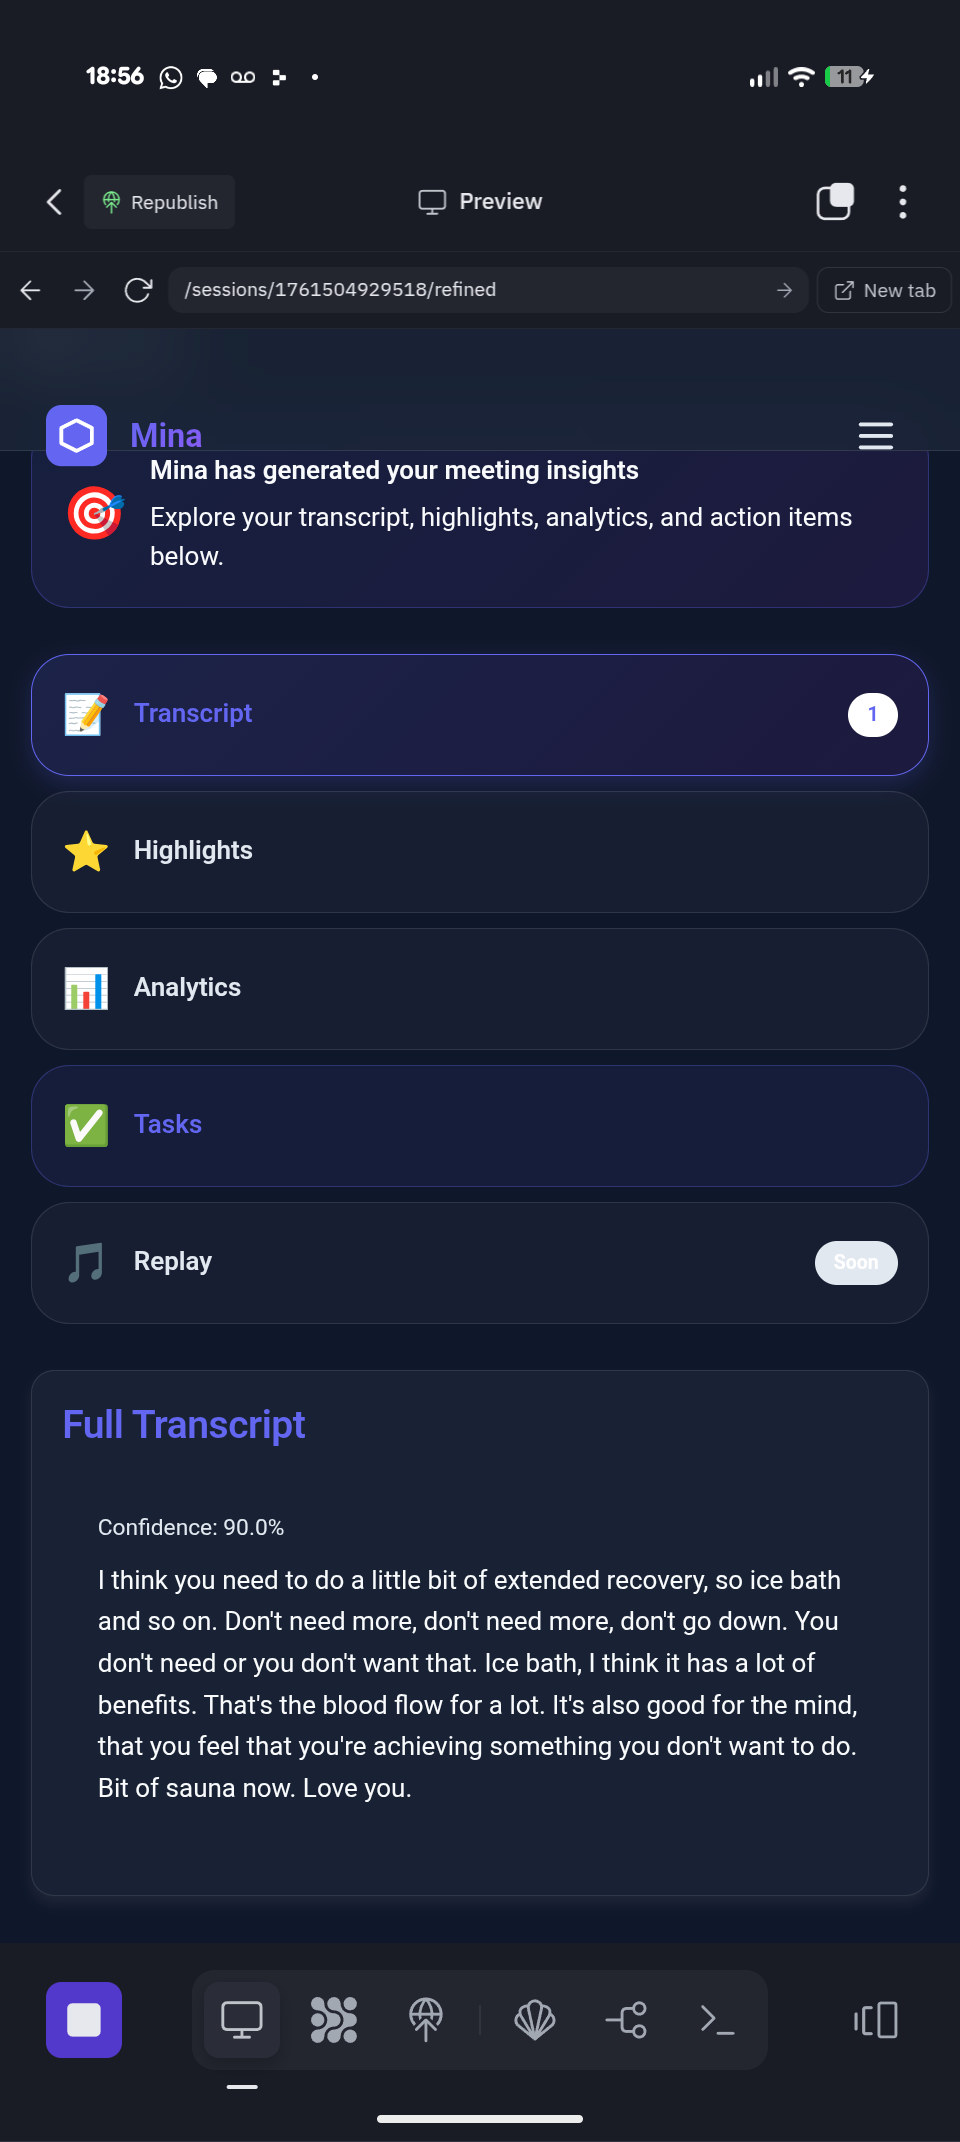 18:56
11
Republish
Preview
/sessions/1761504929518/refined
New tab
Mina
Mina has generated your meeting insights
Explore your transcript, highlights, analytics, and action items
below.
Transcript
1
Highlights
Analytics
Tasks
Replay
Soon
Full Transcript
Confidence: 90.0%
I think you need to do a little bit of extended recovery, so ice bath
and so on. Don't need more, don't need more, don't go down. You
don't need or you don't want that. Ice bath, I think it has a lot of
benefits. That's the blood flow for a lot. It's also good for the mind,
that you feel that you're achieving something you don't want to do.
Bit of sauna now. Love you.